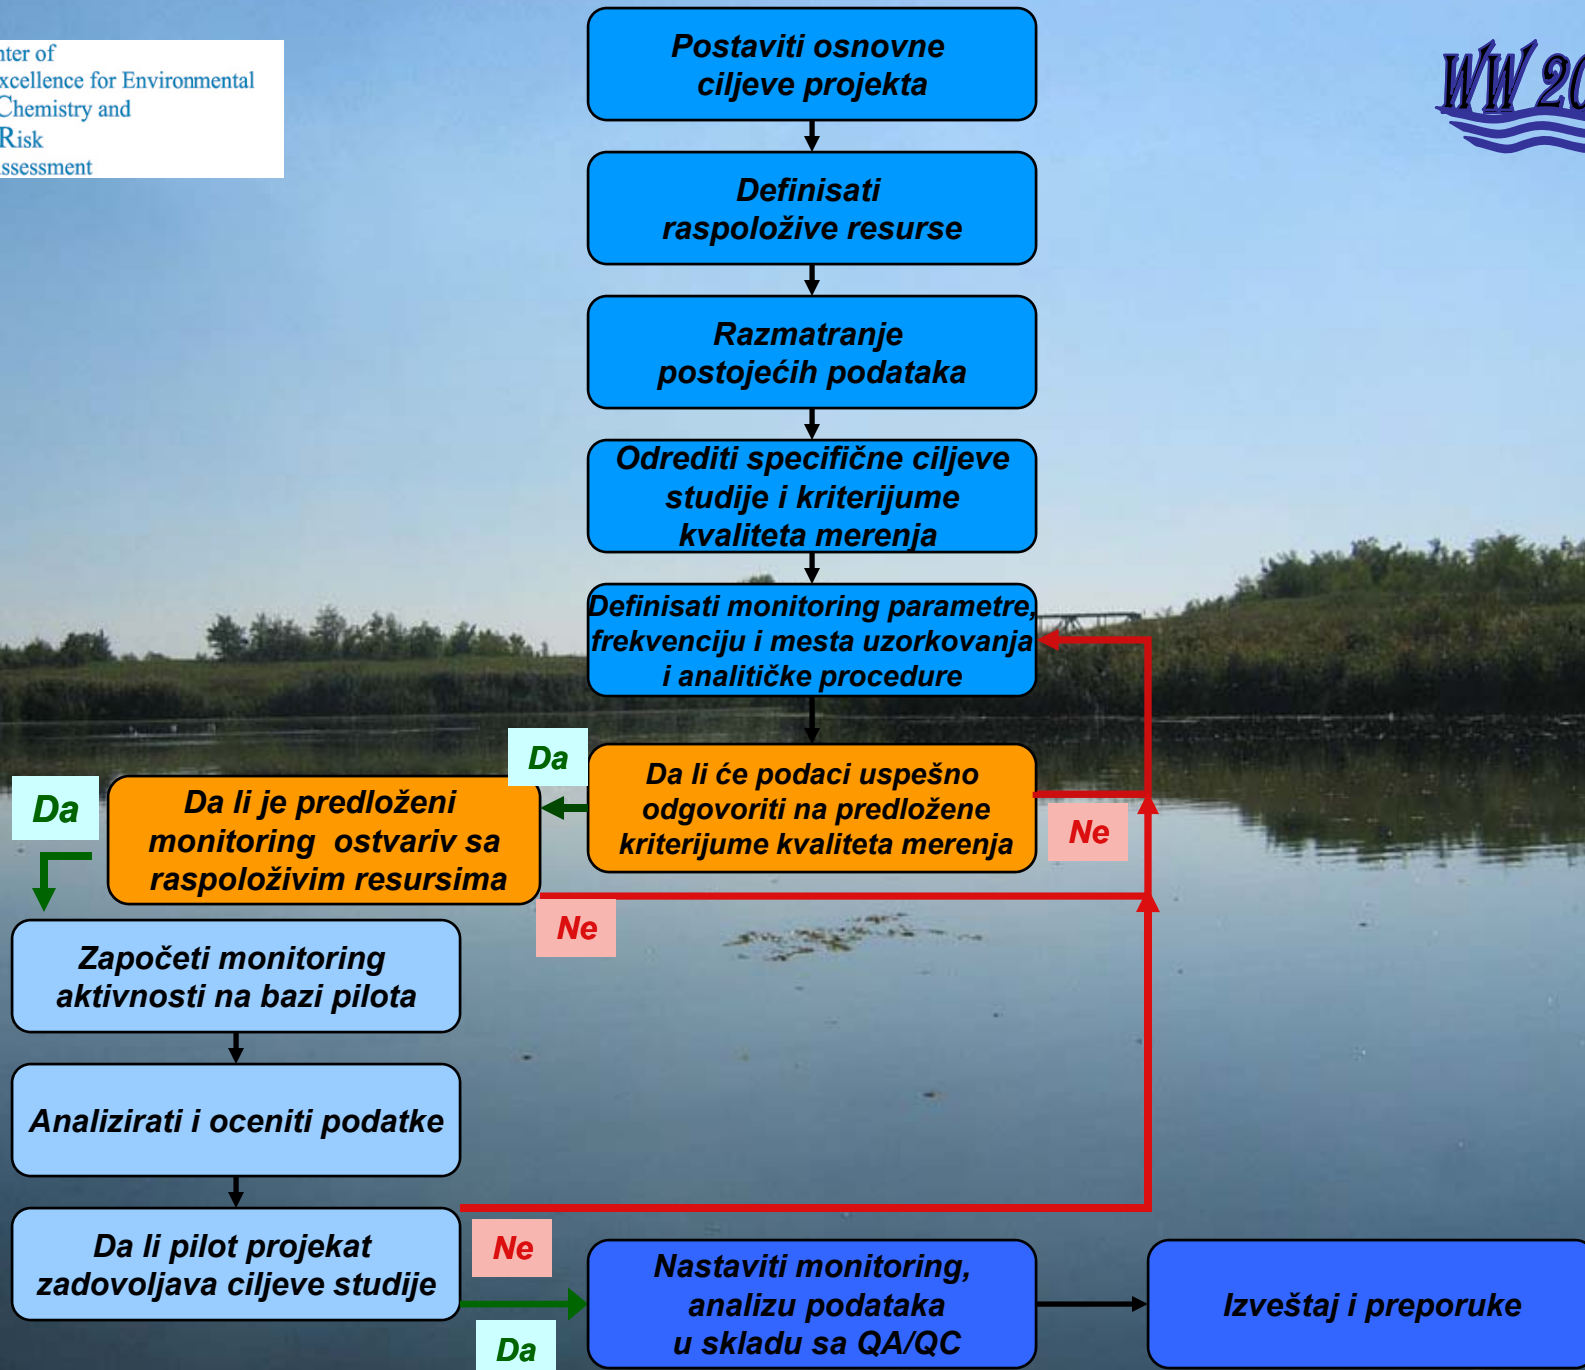 nter of
xcellence for Environmental
Chemistry and
Risk
ssessment
WW 20
Postaviti osnovne
ciljeve projekta
Definisati
raspoložive resurse
Razmatranje
postojećih podataka
Odrediti specifične ciljeve
studije i kriterijume
kvaliteta merenja
Definisati monitoring parametre,
frekvenciju i mesta uzorkovanja
i analitičke procedure
Da li će podaci uspešno
odgovoriti na predložene
kriterijume kvaliteta merenja
Da
Ne
Da li je predloženi
monitoring ostvariv sa
raspoloživim resursima
Da
Ne
Započeti monitoring
aktivnosti na bazi pilota
Analizirati i oceniti podatke
Da li pilot projekat
zadovoljava ciljeve studije
Ne
Da
Nastaviti monitoring,
analizu podataka
u skladu sa QA/QC
Izveštaj i preporuke